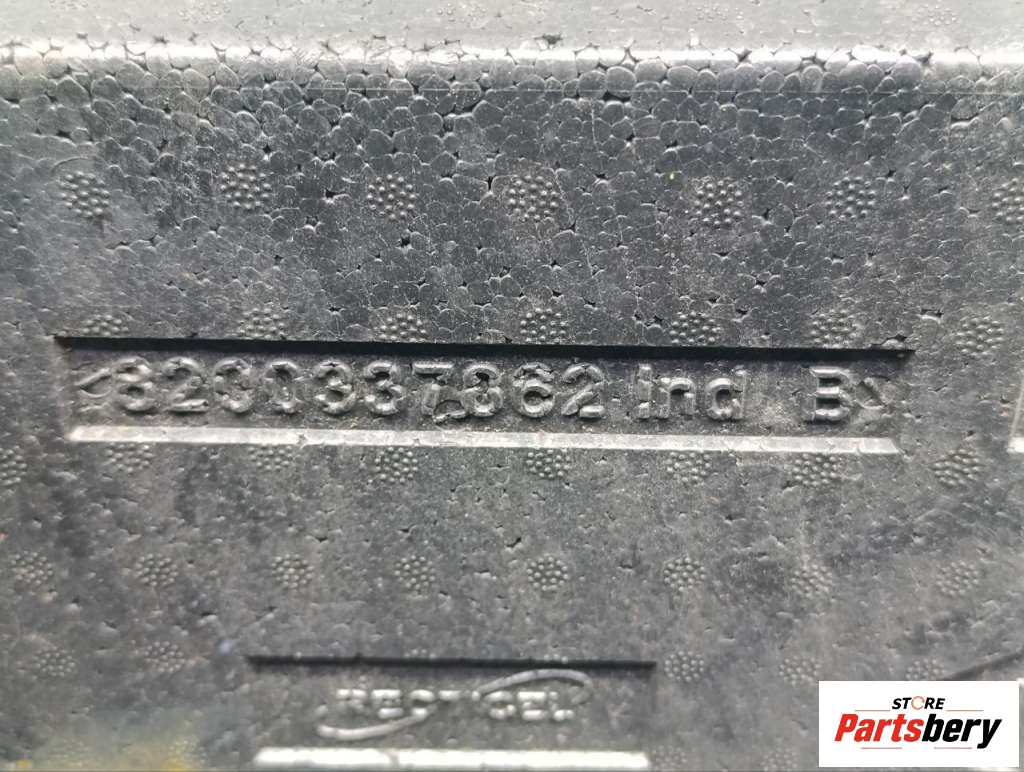 <8200337862 Ind B>
RECTICEL
STORE
Partsbery